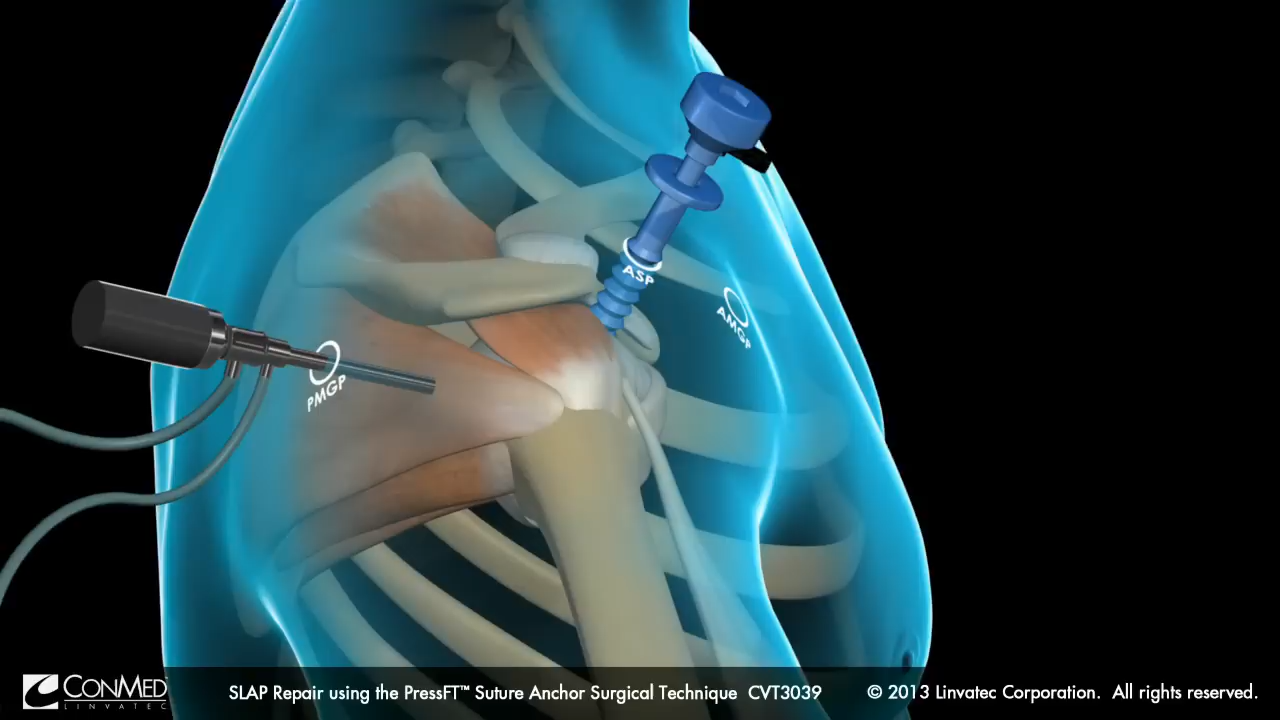 ASP
AMGP
PMGP
CONMED
LINVATEC
SLAP Repair using the PressFT™ Suture Anchor Surgical Technique CVT3039
© 2013 Linvatec Corporation. All rights reserved.